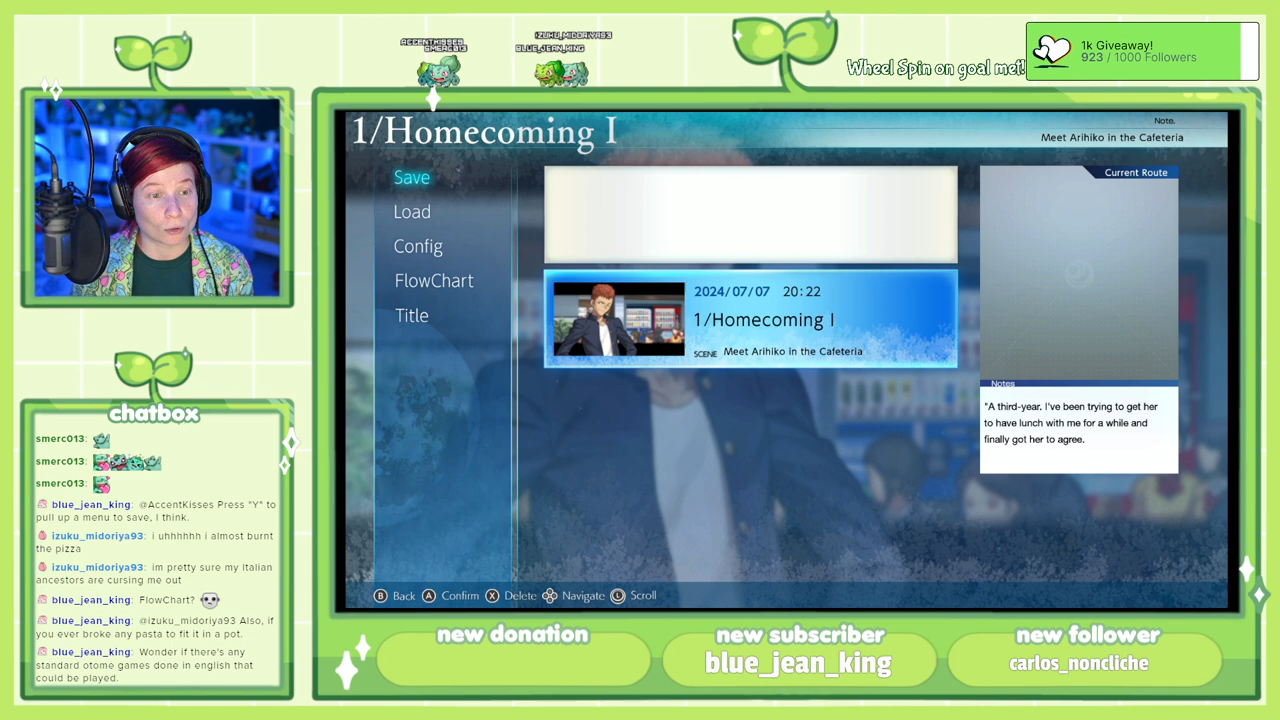 ACCENTKISSES
SMERC013
IZUKU_MIDORIYA93
BLUE_JEAN_KING
Wheel Spin on goal met!
1k Giveaway!
923 / 1000 Followers
1/Homecoming I
Note.
Meet Arihiko in the Cafeteria
Save
Load
Config
FlowChart
Title
2024/07/07 20:22
1/Homecoming I
SCENE Meet Arihiko in the Cafeteria
Current Route
Notes
"A third-year. I've been trying to get her
to have lunch with me for a while and
finally got her to agree.
B Back A Confirm X Delete Navigate L Scroll
chatbox
smerc013:
smerc013:
smerc013:
blue_jean_king: @AccentKisses Press "Y" to
pull up a menu to save, I think.
izuku_midoriya93: i uhhhhhh i almost burnt
the pizza
izuku_midoriya93: im pretty sure my Italian
ancestors are cursing me out
blue_jean_king: FlowChart?
blue_jean_king: @izuku_midoriya93 Also, if
you ever broke any pasta to fit it in a pot.
blue_jean_king: Wonder if there's any
standard otome games done in english that
could be played.
new donation
new subscriber
blue_jean_king
new follower
carlos_noncliche